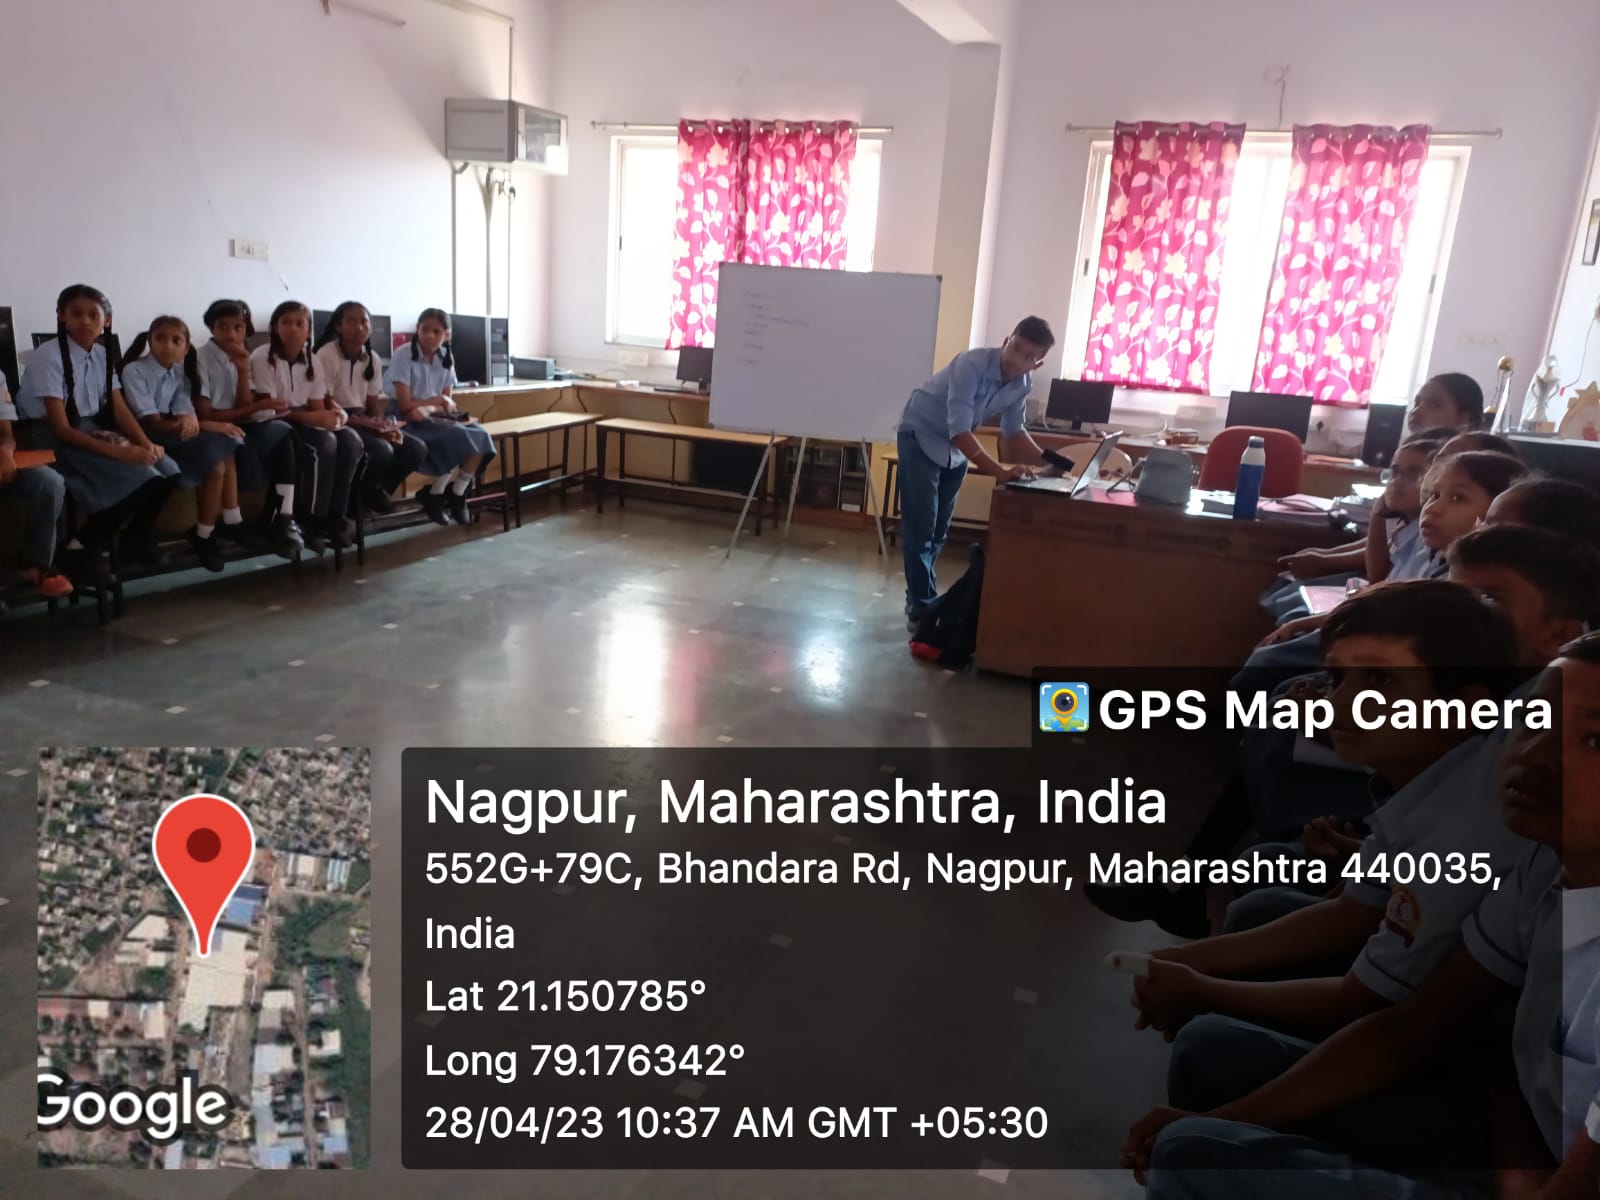 GPS Map Camera
Nagpur, Maharashtra, India
552G+79C, Bhandara Rd, Nagpur, Maharashtra 440035,
India
Lat 21.150785°
Long 79.176342°
28/04/23 10:37 AM GMT +05:30
Google